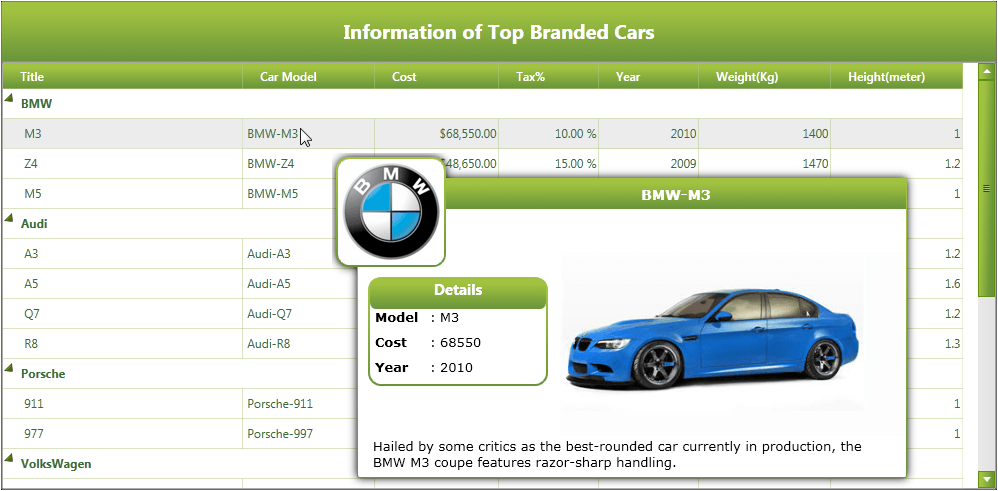 Information of Top Branded Cars
Title Car Model Cost Tax% Year Weight(Kg) Height(meter)
BMW
M3 BMW-M3 $68,550.00 10.00 % 2010 1400 1
Z4 BMW-Z4 48,650.00 15.00 % 2009 1470 1.2
M5 BMW-M5 1
Audi
A3 Audi-A3 1.2
A5 Audi-A5 1.6
Q7 Audi-Q7 1.2
R8 Audi-R8 1.3
Porsche
911 Porsche-911 1
977 Porsche-997 1
VolksWagen
BMW
BMW-M3
Details
Model : M3
Cost : 68550
Year : 2010
Hailed by some critics as the best-rounded car currently in production, the
BMW M3 coupe features razor-sharp handling.